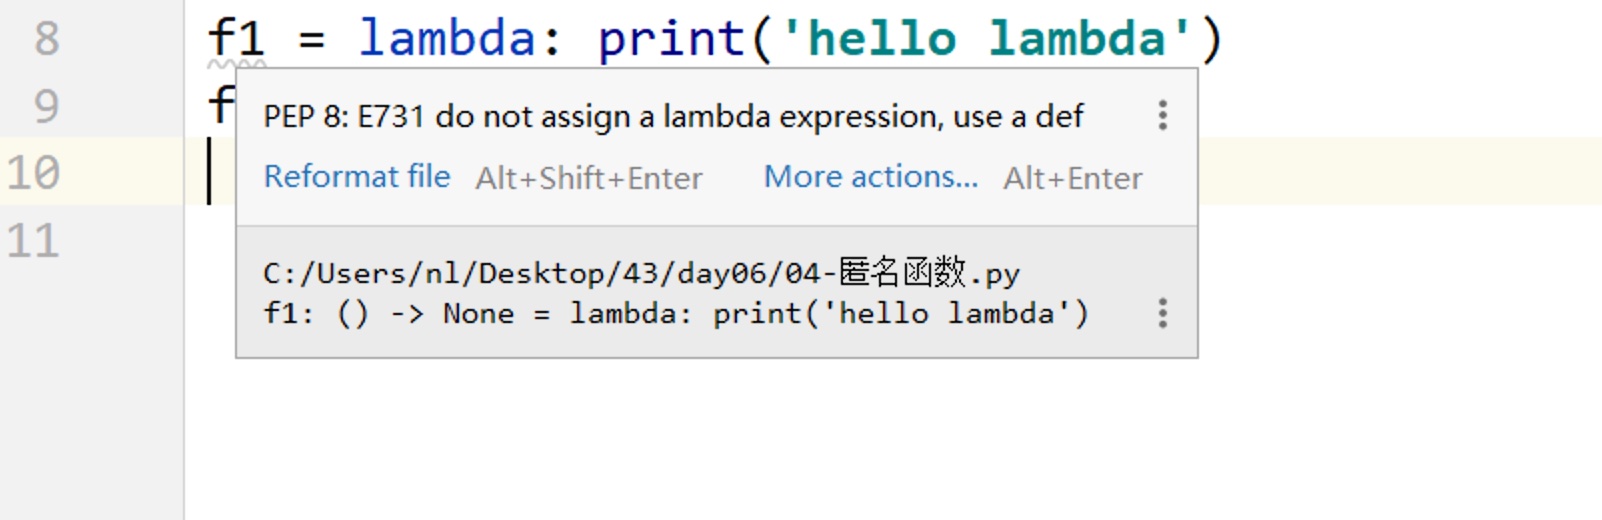 8 f1 = lambda: print('hello lambda')
9 f
PEP 8: E731 do not assign a lambda expression, use a def
Reformat file Alt+Shift+Enter More actions... Alt+Enter
10
11
C:/Users/nl/Desktop/43/day06/04-匿名函数.py
f1: () -> None = lambda: print('hello lambda')